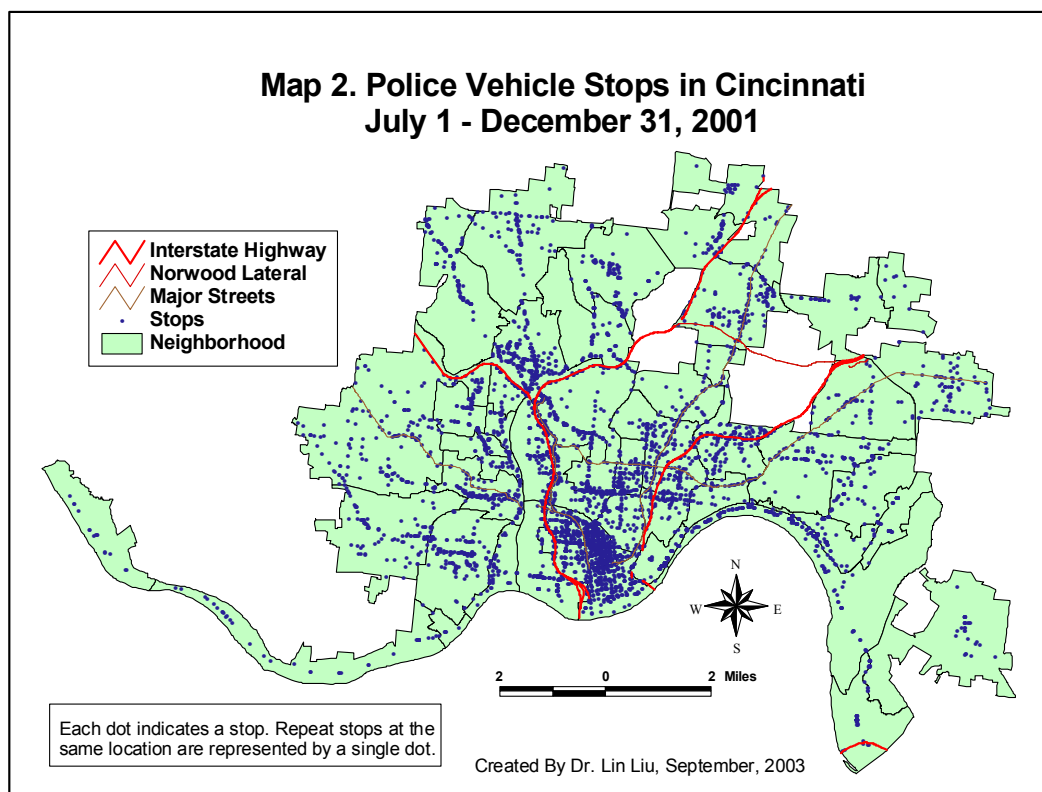 Map 2. Police Vehicle Stops in Cincinnati
July 1 - December 31, 2001
Interstate Highway
Norwood Lateral
Major Streets
Stops
Neighborhood
N
W
E
S
2
0
2
Miles
Each dot indicates a stop. Repeat stops at the
same location are represented by a single dot.
Created By Dr. Lin Liu, September, 2003